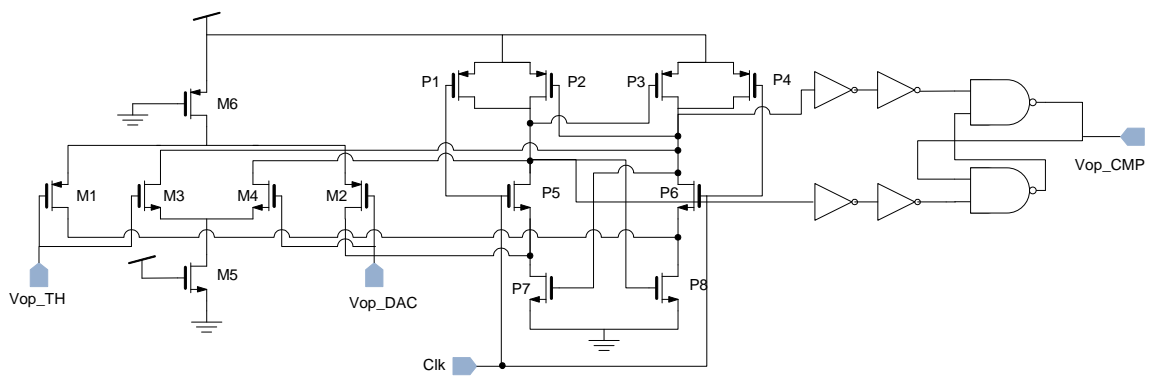 P1
P2
P3
P4
M6
M1
M3
M4
M2
P5
P6
Vop_CMP
M5
P7
P8
Vop_TH
Vop_DAC
Clk